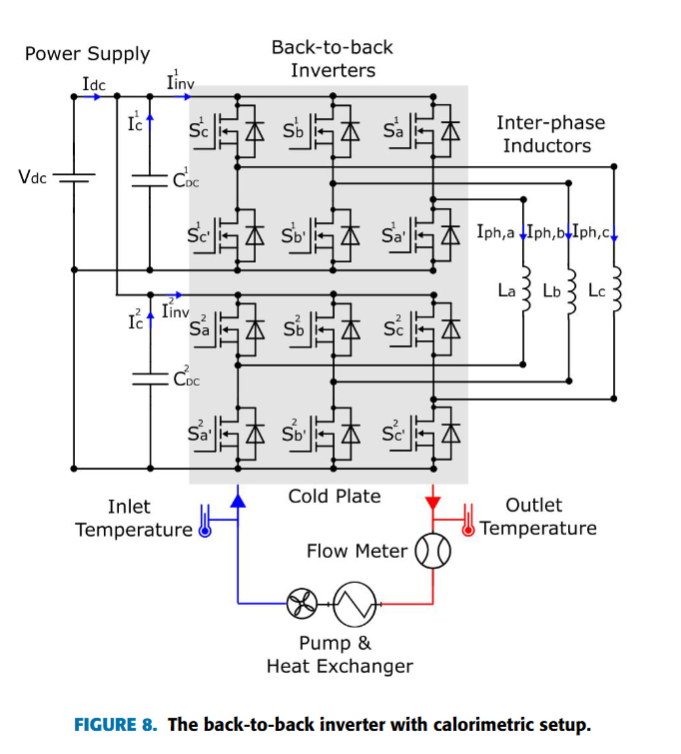 Power Supply
Back-to-back
Inverters
Idc
I¹inv
I¹c
S¹c
S¹b
S¹a
Inter-phase
Inductors
Vdc
C¹DC
S¹c'
S¹b'
S¹a'
Iph,a
Iph,b
Iph,c
La
Lb
Lc
I²inv
I²c
S²a
S²b
S²c
C²DC
S²a'
S²b'
S²c'
Cold Plate
Inlet
Temperature
Outlet
Temperature
Flow Meter
Pump &
Heat Exchanger
FIGURE 8. The back-to-back inverter with calorimetric setup.